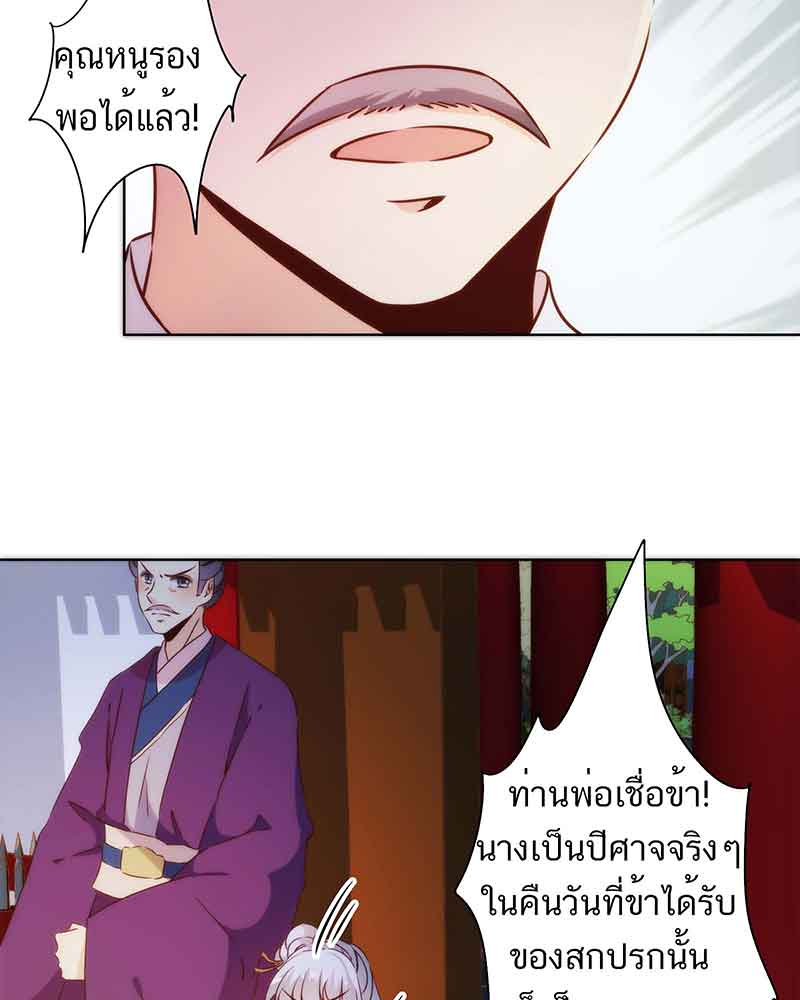 คุณหนูรอง
พอได้แล้ว!
ท่านพ่อเชื่อข้า!
นางเป็นปีศาจจริงๆ
ในคืนวันที่ข้าได้รับ
ของสกปรกนั้น